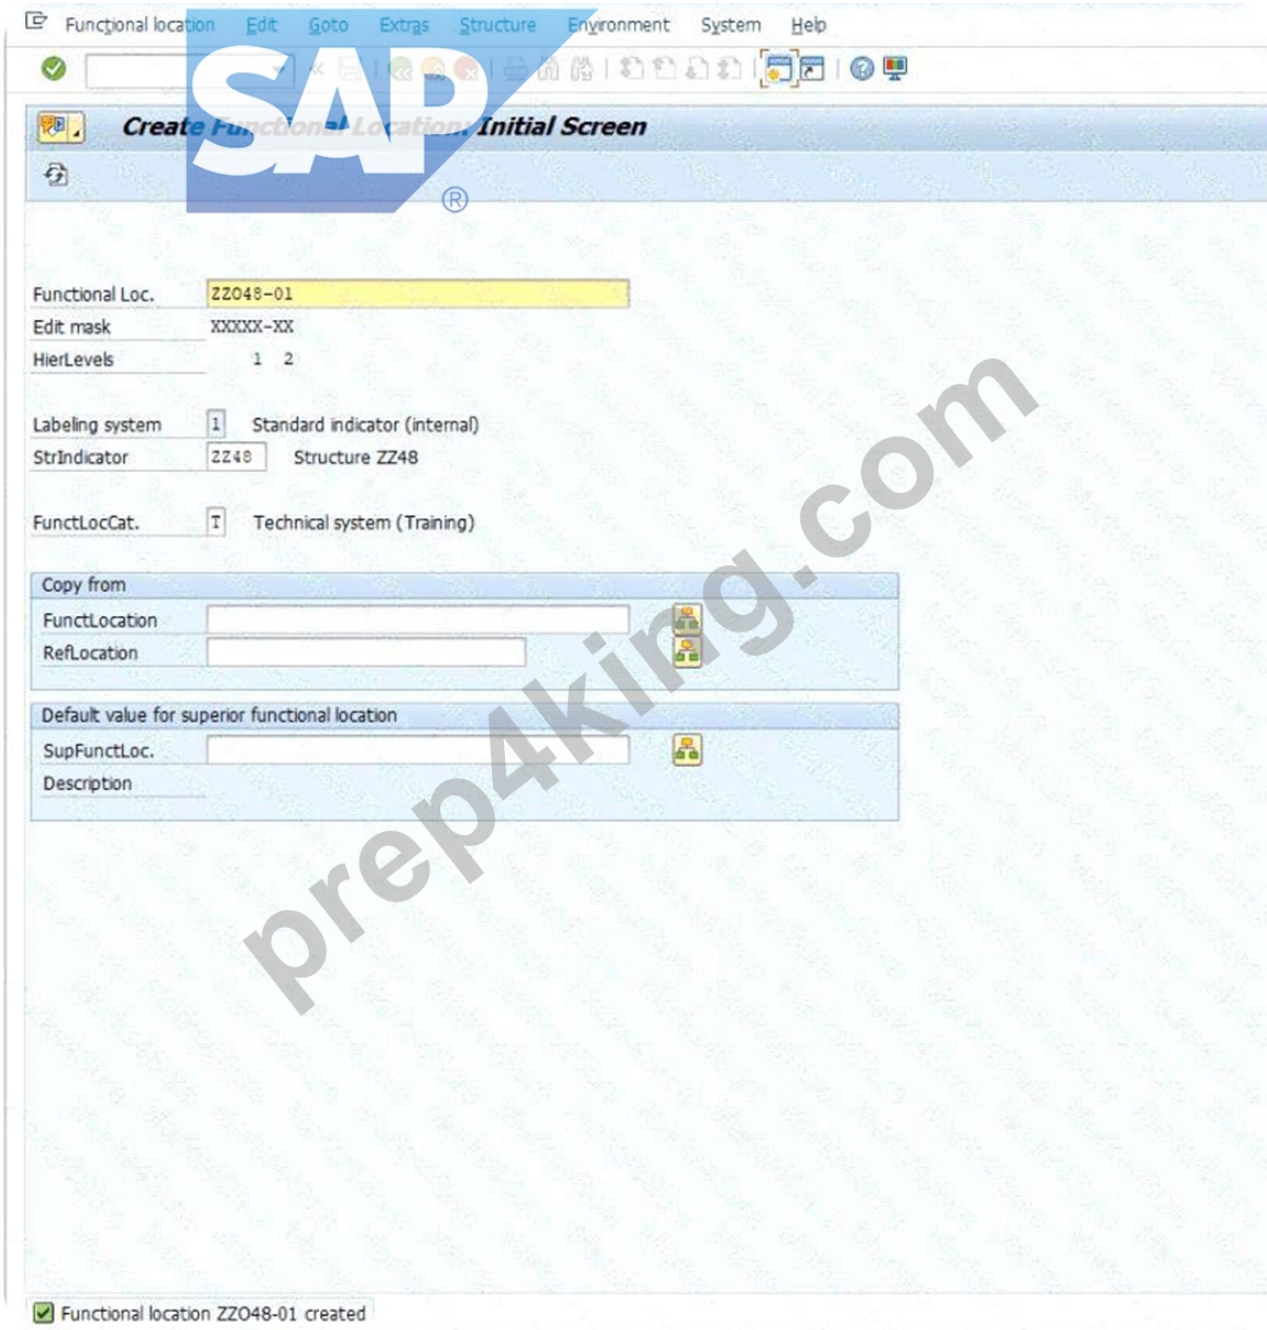 Functional location Edit Goto Extras Structure Environment System Help
SAP
®
Create Functional Location: Initial Screen
Functional Loc. ZZO48-01
Edit mask XXXXX-XX
HierLevels 1 2
Labeling system 1 Standard indicator (internal)
StrIndicator ZZ48 Structure ZZ48
FunctLocCat. T Technical system (Training)
Copy from
FunctLocation
RefLocation
Default value for superior functional location
SupFunctLoc.
Description
prep4king.com
Functional location ZZO48-01 created